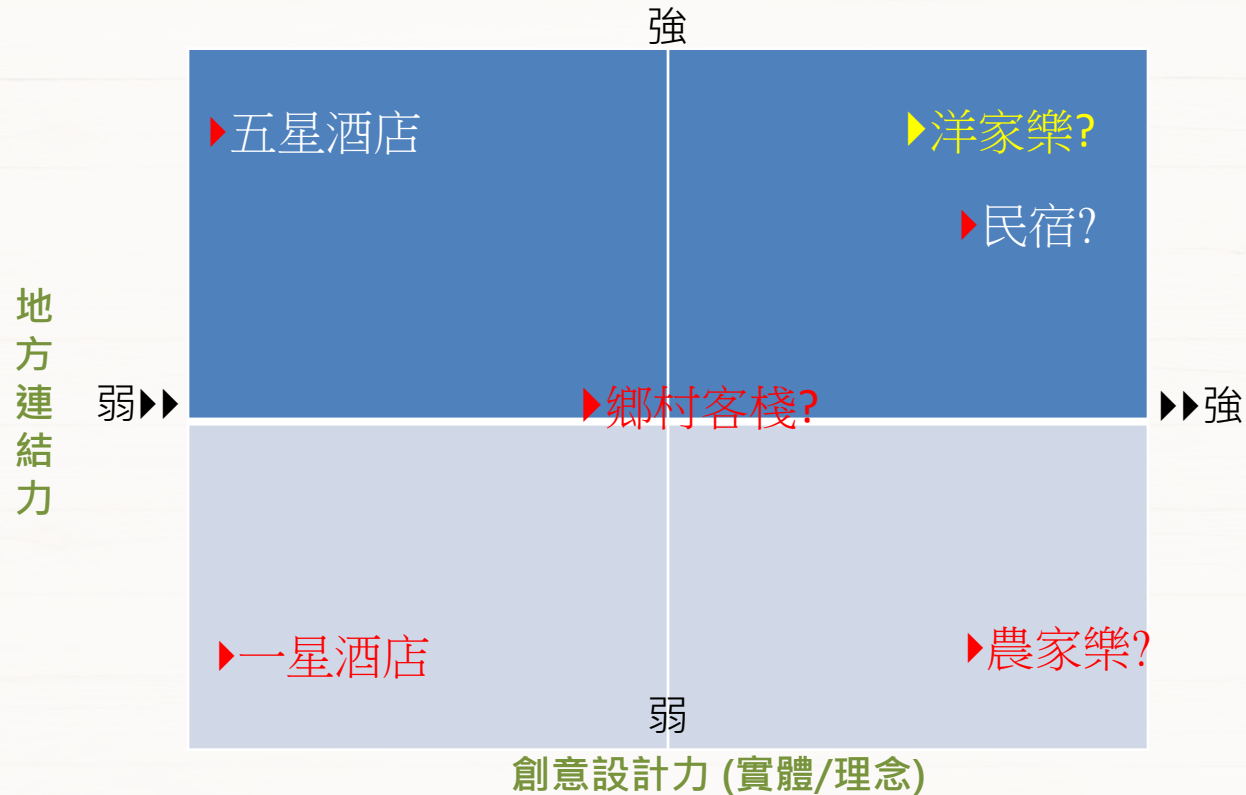 強
▶五星酒店
▶洋家樂?
▶民宿?
地方連結力
弱▶▶
▶鄉村客棧?
▶▶強
▶一星酒店
▶農家樂?
弱
創意設計力 (實體/理念)